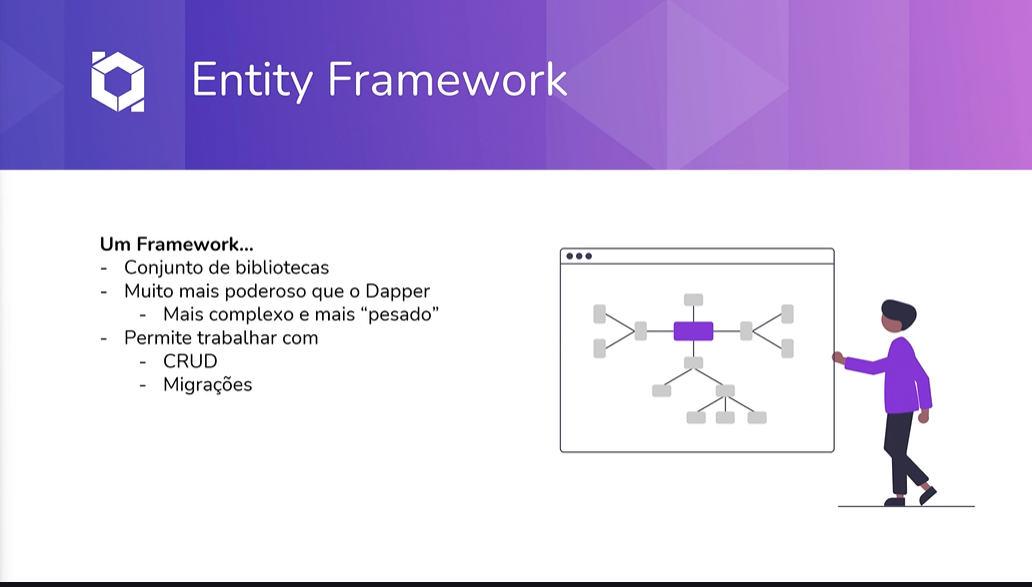 Entity Framework
Um Framework...
- Conjunto de bibliotecas
- Muito mais poderoso que o Dapper
- Mais complexo e mais “pesado”
- Permite trabalhar com
- CRUD
- Migrações